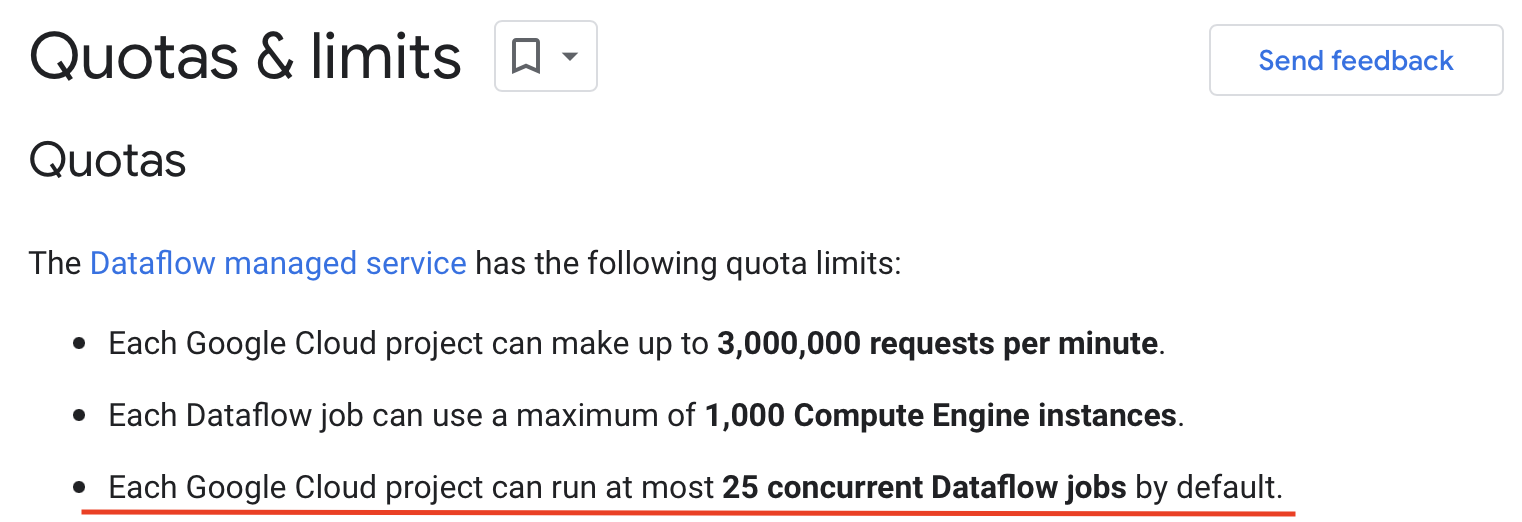 Quotas & limits
Send feedback
Quotas
The Dataflow managed service has the following quota limits:
Each Google Cloud project can make up to 3,000,000 requests per minute.
Each Dataflow job can use a maximum of 1,000 Compute Engine instances.
Each Google Cloud project can run at most 25 concurrent Dataflow jobs by default.